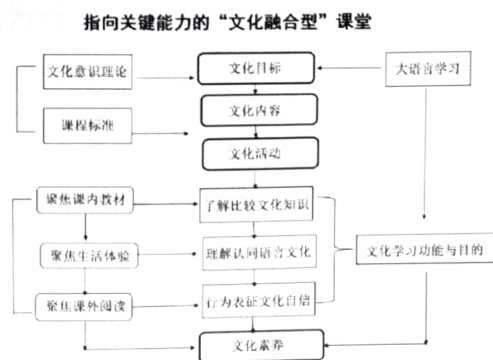 指向关键能力的“文化融合型”课堂
文化意识理论
文化目标
大语言学习
课程标准
文化内容
文化活动
聚焦课内教材
了解比较文化知识
聚焦生活体验
理解认同语言文化
文化学习功能与目的
聚焦课外阅读
行为表征文化自信
文化素养